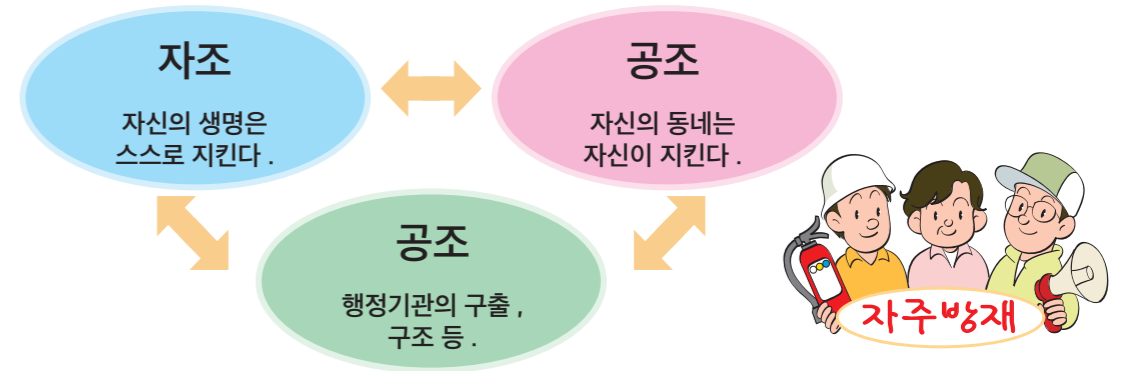 자조
자신의 생명은
스스로 지킨다 .
공조
자신의 동네는
자신이 지킨다 .
공조
행정기관의 구출 ,
구조 등 .
자주방재